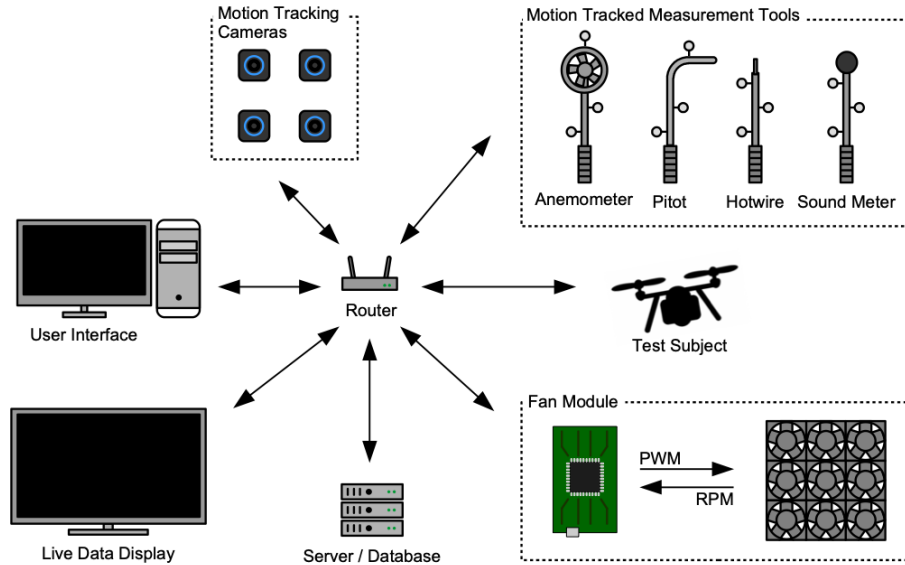 Motion Tracking
Cameras
Motion Tracked Measurement Tools
Anemometer
Pitot
Hotwire
Sound Meter
User Interface
Router
Test Subject
Live Data Display
Server / Database
Fan Module
PWM
RPM